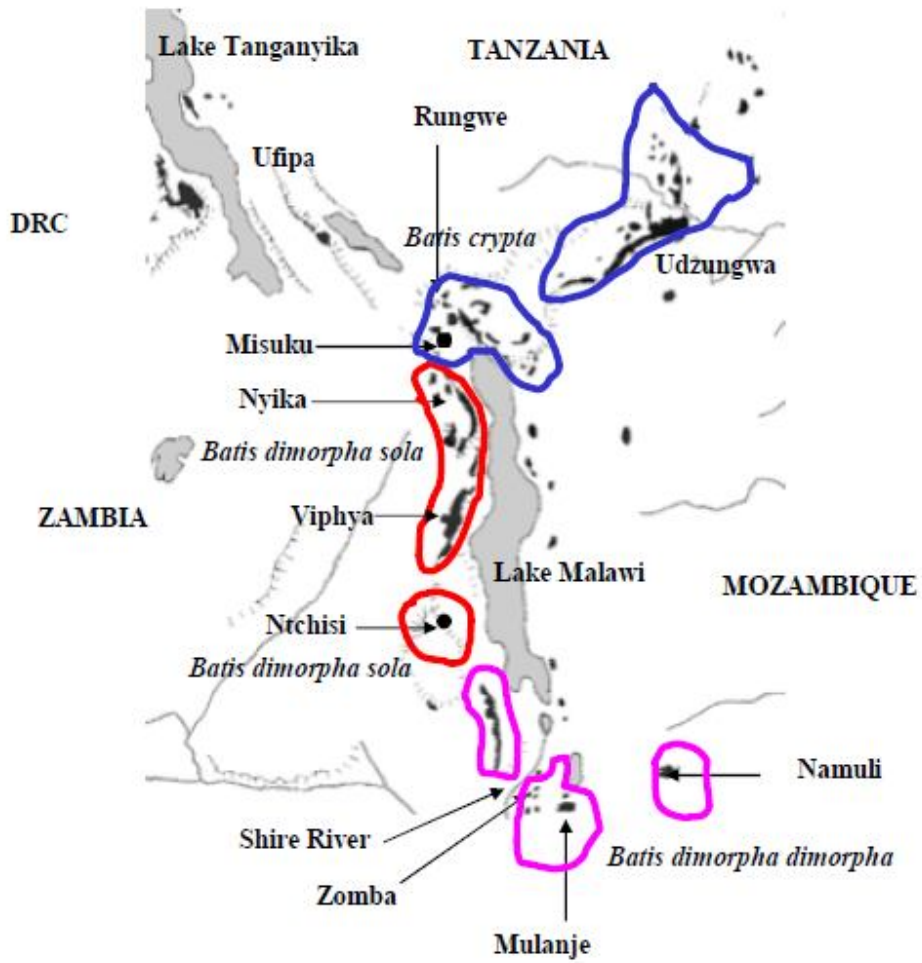 Lake Tanganyika
TANZANIA
Rungwe
Ufipa
DRC
Batis crypta
Udzungwa
Misuku
Nyika
Batis dimorpha sola
ZAMBIA
Viphya
Lake Malawi
MOZAMBIQUE
Ntchisi
Batis dimorpha sola
Namuli
Shire River
Batis dimorpha dimorpha
Zomba
Mulanje